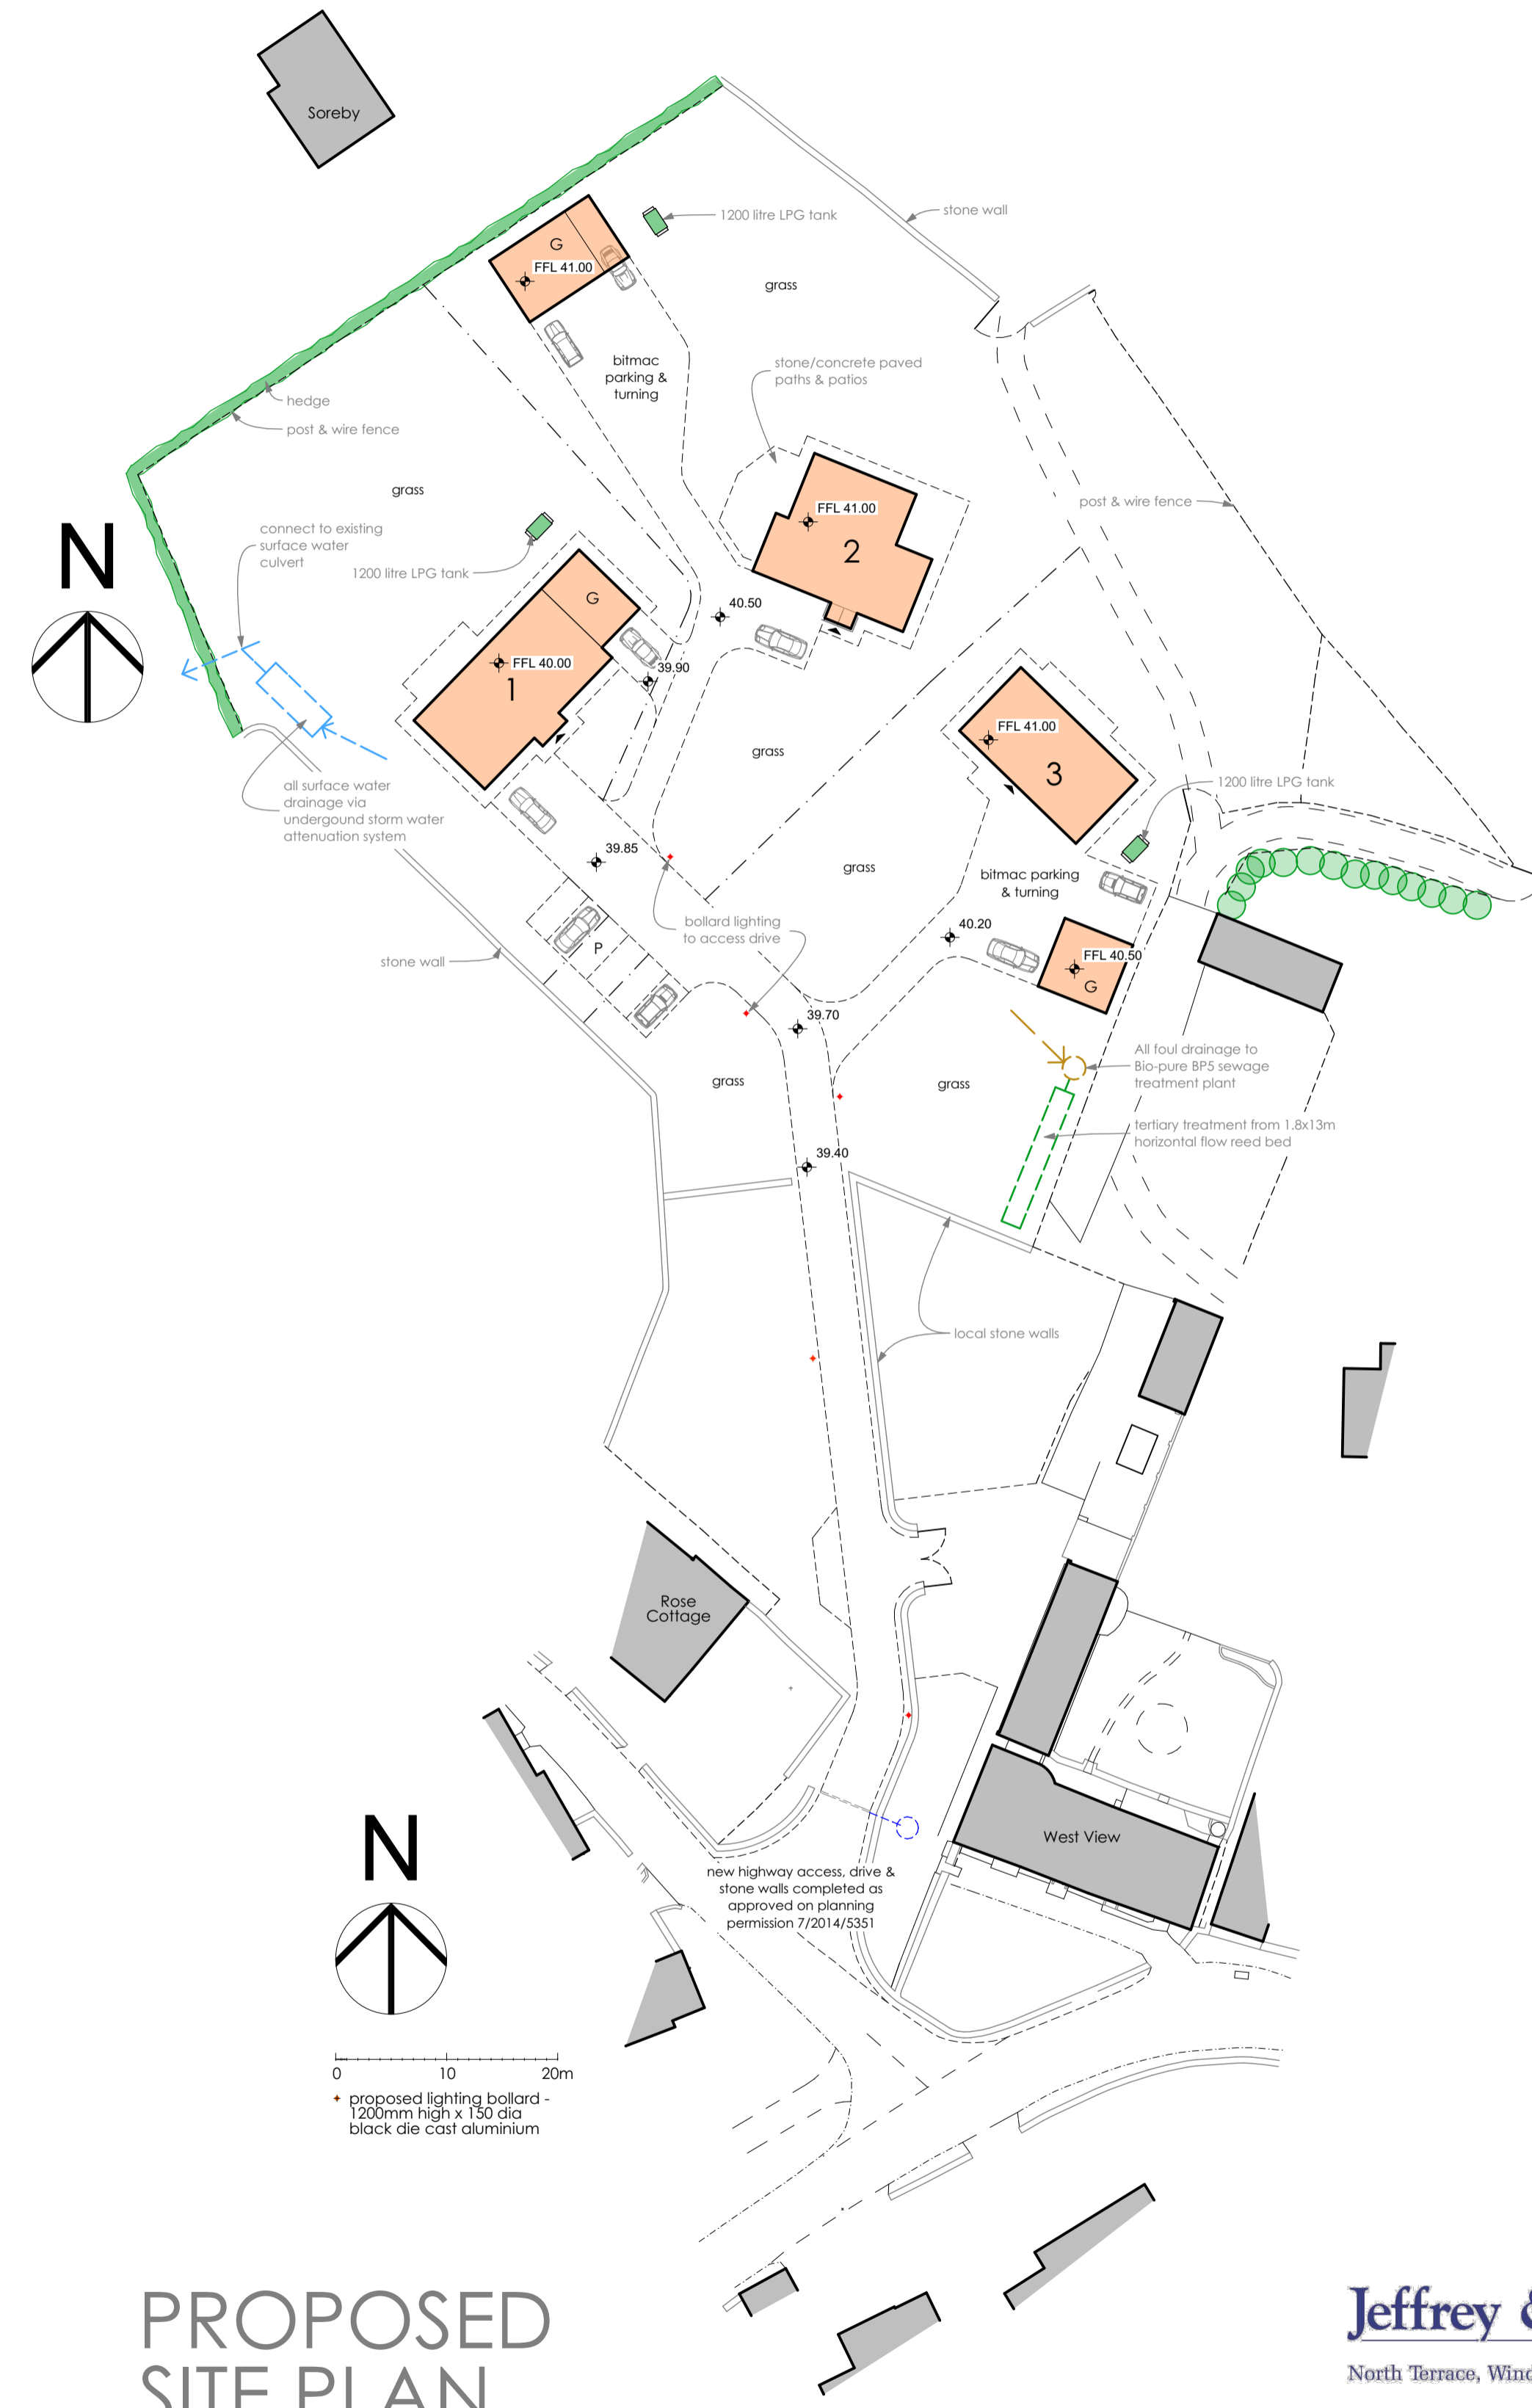 Soreby
1200 litre LPG tank
stone wall
G
FFL 41.00
grass
bitmac
parking &
turning
stone/concrete paved
paths & patios
hedge
post & wire fence
grass
FFL 41.00
2
post & wire fence
N
connect to existing
surface water
culvert
1200 litre LPG tank
G
40.50
FFL 40.00
1
39.90
FFL 41.00
3
grass
1200 litre LPG tank
all surface water
drainage via
undergound storm water
attenuation system
39.85
grass
bitmac parking
& turning
bollard lighting
to access drive
40.20
P
stone wall
FFL 40.50
G
39.70
All foul drainage to
Bio-pure BP5 sewage
treatment plant
grass
grass
tertiary treatment from 1.8x13m
horizontal flow reed bed
39.40
local stone walls
Rose
Cottage
West View
N
new highway access, drive &
stone walls completed as
approved on planning
permission 7/2014/5351
0 10 20m
proposed lighting bollard -
1200mm high x 150 dia
black die cast aluminium
PROPOSED
SITE PLAN
Jeffrey &
North Terrace,